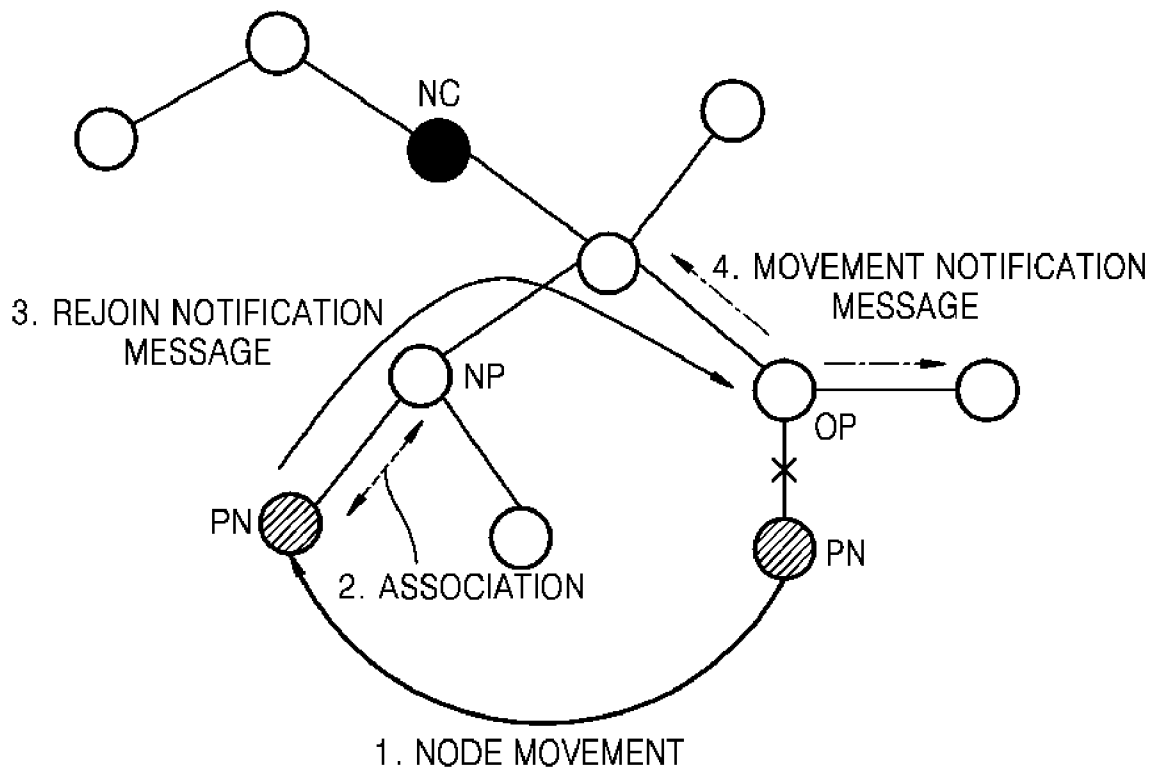 NC
4. MOVEMENT NOTIFICATION
MESSAGE
3. REJOIN NOTIFICATION
MESSAGE
NP
OP
PN
PN
2. ASSOCIATION
1. NODE MOVEMENT